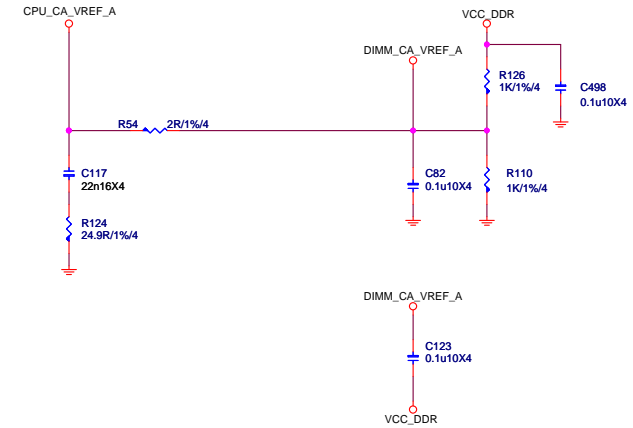 CPU_CA_VREF_A
VCC_DDR
DIMM_CA_VREF_A
R126
1K/1%/4
C498
0.1u10X4
R54
2R/1%/4
C117
22n16X4
C82
0.1u10X4
R110
1K/1%/4
R124
24.9R/1%/4
DIMM_CA_VREF_A
C123
0.1u10X4
VCC_DDR